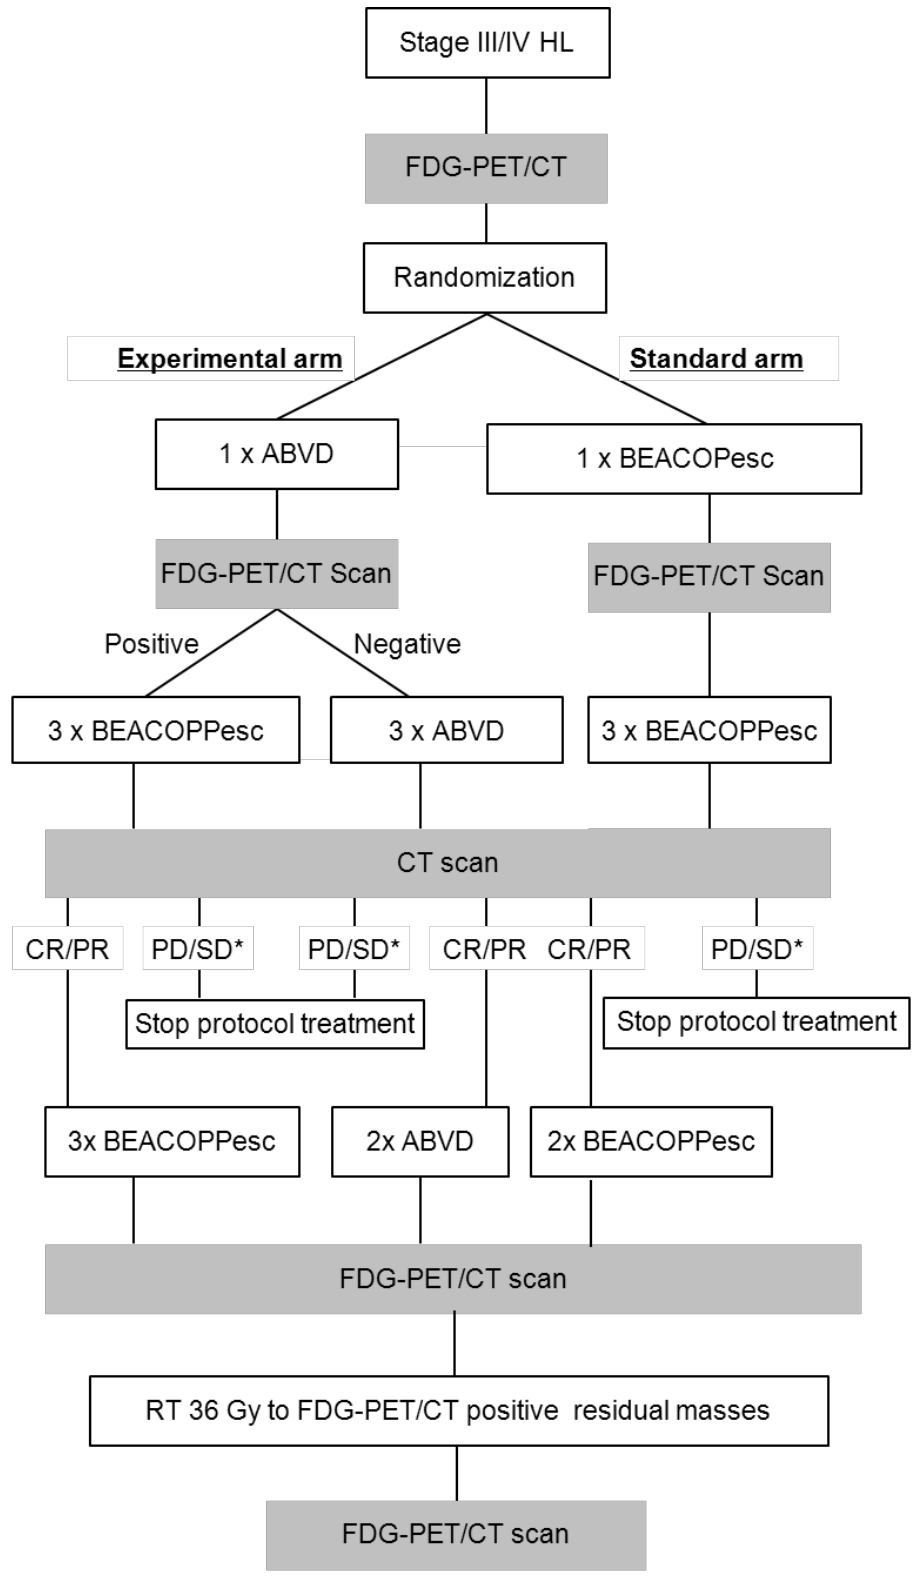 Stage III/IV HL
FDG-PET/CT
Randomization
Experimental arm
Standard arm
1 x ABVD
1 x BEACOPesc
FDG-PET/CT Scan
FDG-PET/CT Scan
Positive
Negative
3 x BEACOPPesc
3 x ABVD
3 x BEACOPPesc
CT scan
CR/PR
PD/SD*
PD/SD*
CR/PR
CR/PR
PD/SD*
Stop protocol treatment
Stop protocol treatment
3x BEACOPPesc
2x ABVD
2x BEACOPPesc
FDG-PET/CT scan
RT 36 Gy to FDG-PET/CT positive residual masses
FDG-PET/CT scan